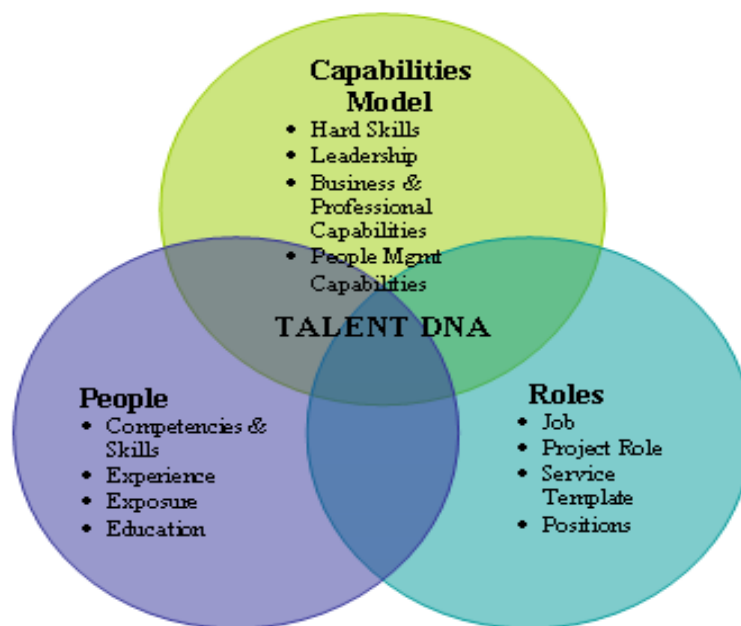 Capabilities
Model
• Hard Skills
• Leadership
• Business &
Professional
Capabilities
• People Mgmt
Capabilities
TALENT DNA
People
• Competencies &
Skills
• Experience
• Exposure
• Education
Roles
• Job
• Project Role
• Service
Template
• Positions